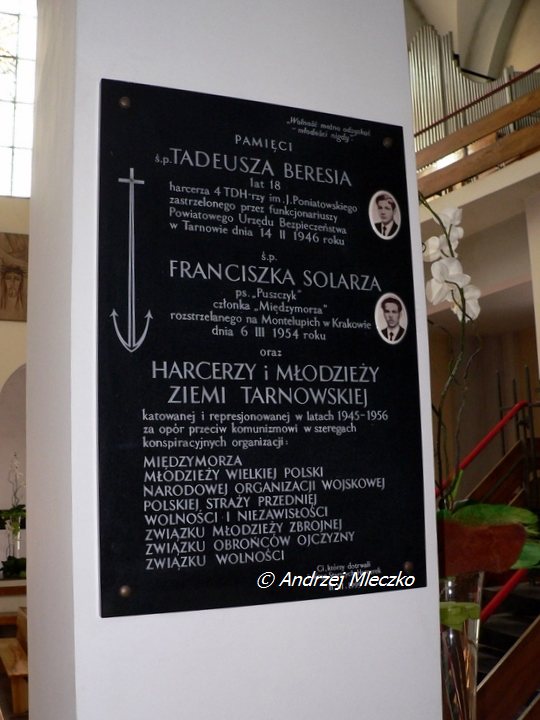 „Wolność można odzyskać
– młodości nigdy”
PAMIĘCI
ś.p. TADEUSZA BERESIA
lat 18
harcerza 4 TDH-rzy im. J. Poniatowskiego
zastrzelonego przez funkcjonariuszy
Powiatowego Urzędu Bezpieczeństwa
w Tarnowie dnia 14 II 1946 roku
ś.p.
FRANCISZKA SOLARZA
ps. „Puszczyk”
członka „Międzymorza”
rozstrzelanego na Montelupich w Krakowie
dnia 6 III 1954 roku
oraz
HARCERZY i MŁODZIEŻY
ZIEMI TARNOWSKIEJ
katowanej i represjonowanej w latach 1945-1956
za opór przeciw komunizmowi w szeregach
konspiracyjnych organizacji:
MIĘDZYMORZA
MŁODZIEŻY WIELKIEJ POLSKI
NARODOWEJ ORGANIZACJI WOJSKOWEJ
POLSKIEJ STRAŻY PRZEDNIEJ
WOLNOŚCI I NIEZAWISŁOŚCI
ZWIĄZKU MŁODZIEŻY ZBROJNEJ
ZWIĄZKU OBROŃCÓW OJCZYZNY
ZWIĄZKU WOLNOŚCI
Ci, którzy dotrwali
© Andrzej Mleczko